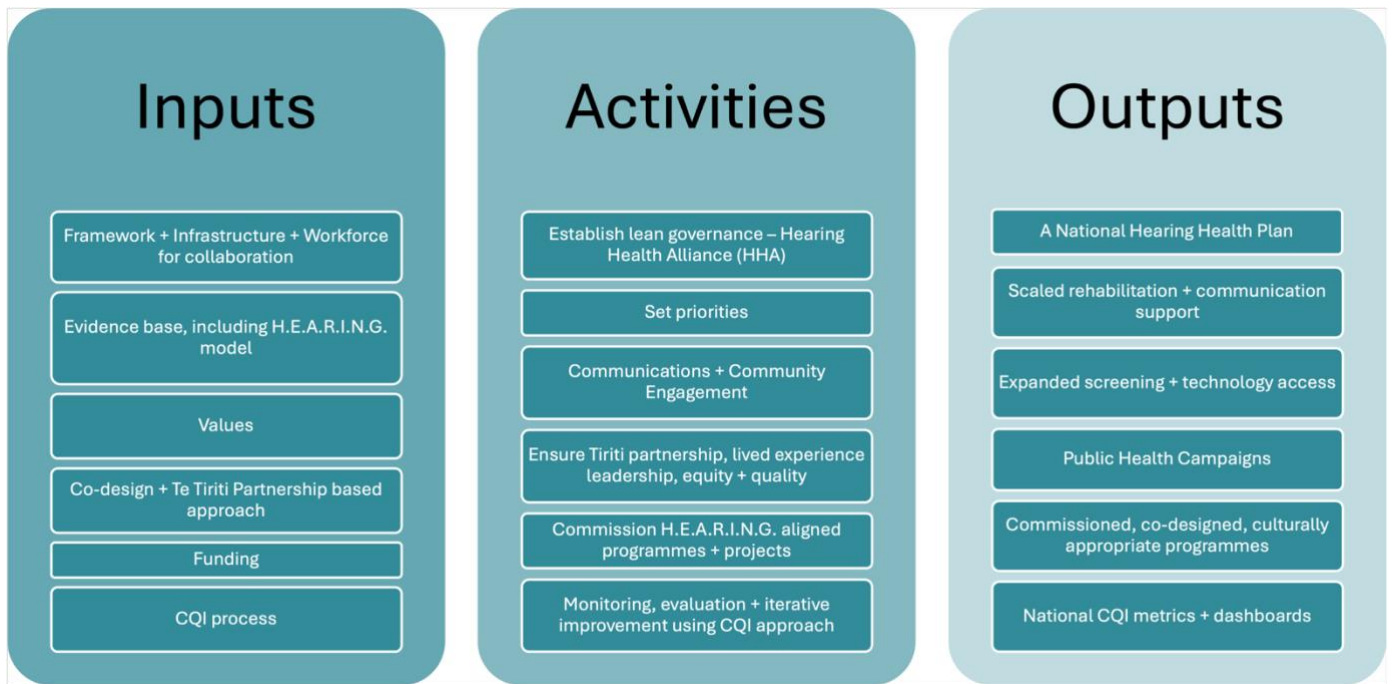 Inputs
Framework + Infrastructure + Workforce
for collaboration
Evidence base, including H.E.A.R.I.N.G.
model
Values
Co-design + Te Tiriti Partnership based
approach
Funding
CQI process
Activities
Establish lean governance – Hearing
Health Alliance (HHA)
Set priorities
Communications + Community
Engagement
Ensure Tiriti partnership, lived experience
leadership, equity + quality
Commission H.E.A.R.I.N.G. aligned
programmes + projects
Monitoring, evaluation + iterative
improvement using CQI approach
Outputs
A National Hearing Health Plan
Scaled rehabilitation + communication
support
Expanded screening + technology access
Public Health Campaigns
Commissioned, co-designed, culturally
appropriate programmes
National CQI metrics + dashboards